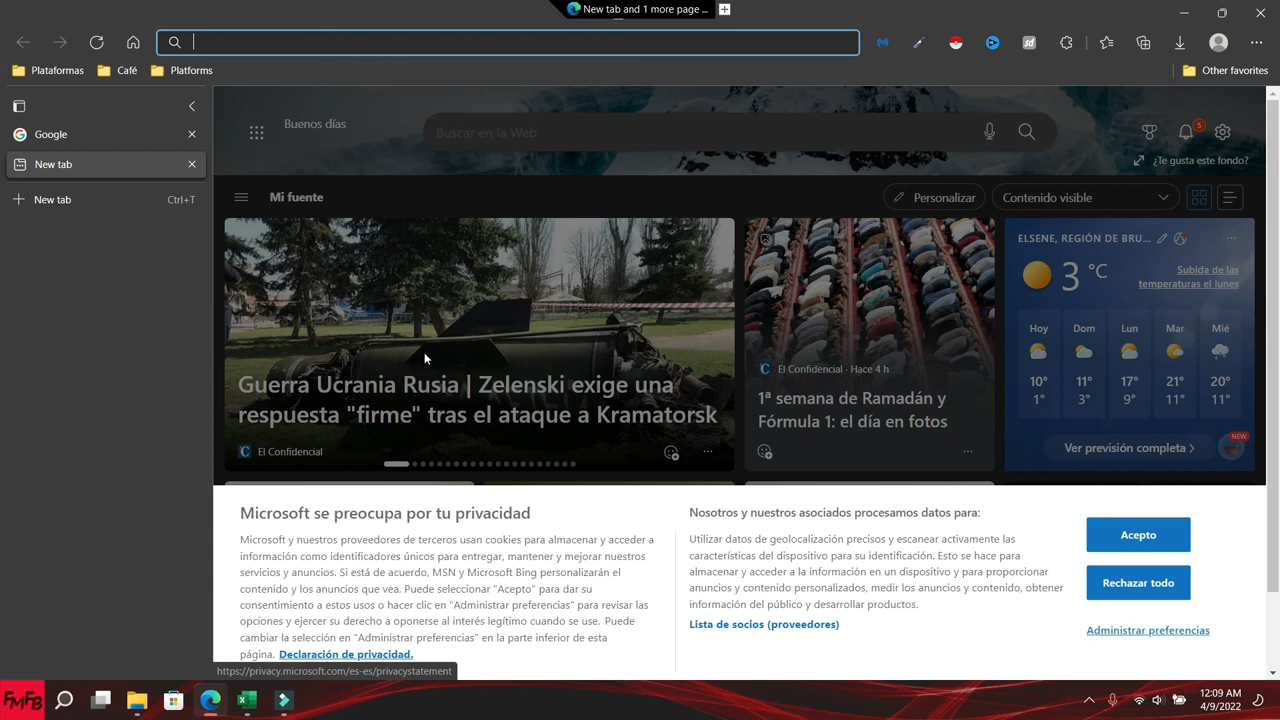 New tab and 1 more page ...
Plataformas
Café
Platforms
Other favorites
Google
New tab
New tab
Ctrl+T
Buenos días
Buscar en la Web
5
¿Te gusta este fondo?
Mi fuente
Personalizar
Contenido visible
Guerra Ucrania Rusia | Zelenski exige una
respuesta "firme" tras el ataque a Kramatorsk
El Confidencial
El Confidencial · Hace 4 h
1ª semana de Ramadán y
Fórmula 1: el día en fotos
ELSENE, REGIÓN DE BRU...
3 °C
Subida de las
temperaturas el lunes
Hoy Dom Lun Mar Mié
10° 11° 17° 21° 20°
1° 3° 9° 11° 11°
Ver previsión completa
NEW
Microsoft se preocupa por tu privacidad
Microsoft y nuestros proveedores de terceros usan cookies para almacenar y acceder a
información como identificadores únicos para entregar, mantener y mejorar nuestros
servicios y anuncios. Si está de acuerdo, MSN y Microsoft Bing personalizarán el
contenido y los anuncios que vea. Puede seleccionar "Acepto" para dar su
consentimiento a estos usos o hacer clic en "Administrar preferencias" para revisar las
opciones y ejercer su derecho a oponerse al interés legítimo cuando se use. Puede
cambiar la selección en "Administrar preferencias" en la parte inferior de esta
página. Declaración de privacidad.
Nosotros y nuestros asociados procesamos datos para:
Utilizar datos de geolocalización precisos y escanear activamente las
características del dispositivo para su identificación. Esto se hace para
almacenar y acceder a la información en un dispositivo y para proporcionar
anuncios y contenido personalizados, medir los anuncios y contenido, obtener
información del público y desarrollar productos.
Lista de socios (proveedores)
Acepto
Rechazar todo
Administrar preferencias
https://privacy.microsoft.com/es-es/privacystatement
FMFB
12:09 AM
4/9/2022